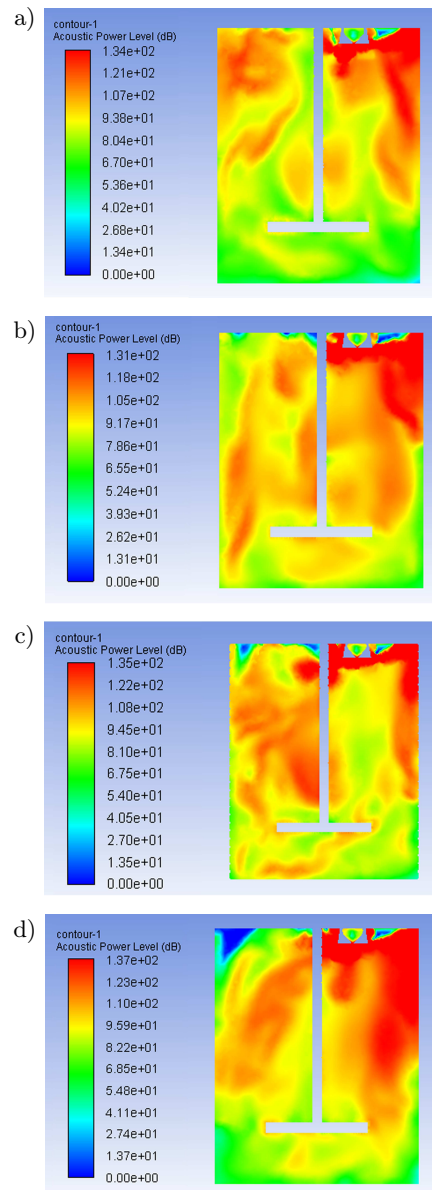 a)
contour-1
Acoustic Power Level (dB)
1.34e+02
1.21e+02
1.07e+02
9.38e+01
8.04e+01
6.70e+01
5.36e+01
4.02e+01
2.68e+01
1.34e+01
0.00e+00
b)
contour-1
Acoustic Power Level (dB)
1.31e+02
1.18e+02
1.05e+02
9.17e+01
7.86e+01
6.55e+01
5.24e+01
3.93e+01
2.62e+01
1.31e+01
0.00e+00
c)
contour-1
Acoustic Power Level (dB)
1.35e+02
1.22e+02
1.08e+02
9.45e+01
8.10e+01
6.75e+01
5.40e+01
4.05e+01
2.70e+01
1.35e+01
0.00e+00
d)
contour-1
Acoustic Power Level (dB)
1.37e+02
1.23e+02
1.10e+02
9.59e+01
8.22e+01
6.85e+01
5.48e+01
4.11e+01
2.74e+01
1.37e+01
0.00e+00